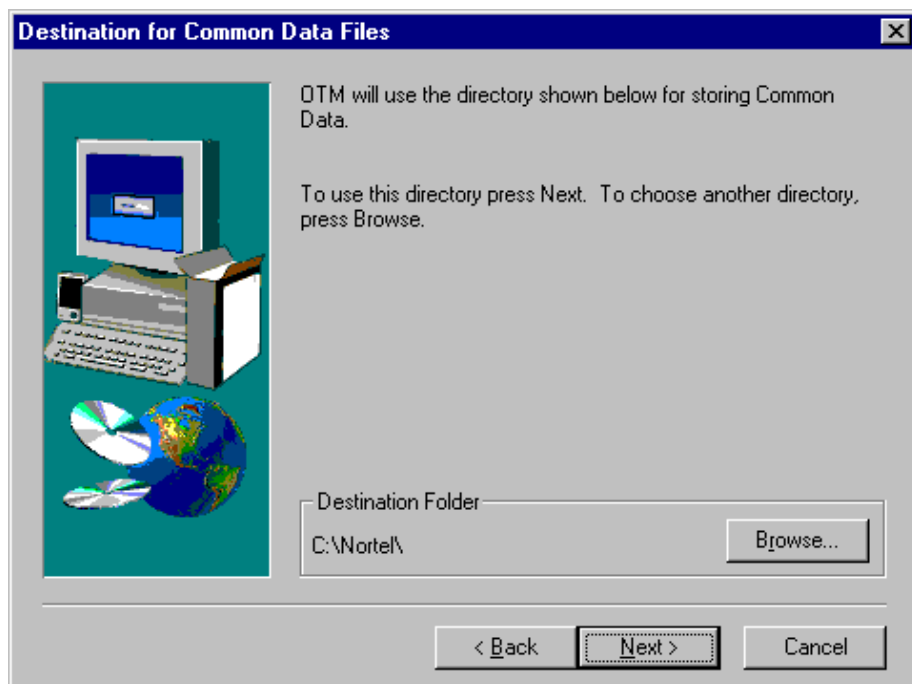 Destination for Common Data Files
OTM will use the directory shown below for storing Common
Data.
To use this directory press Next.  To choose another directory,
press Browse.
Destination Folder
C:\Nortel\
Browse...
< Back
Next >
Cancel